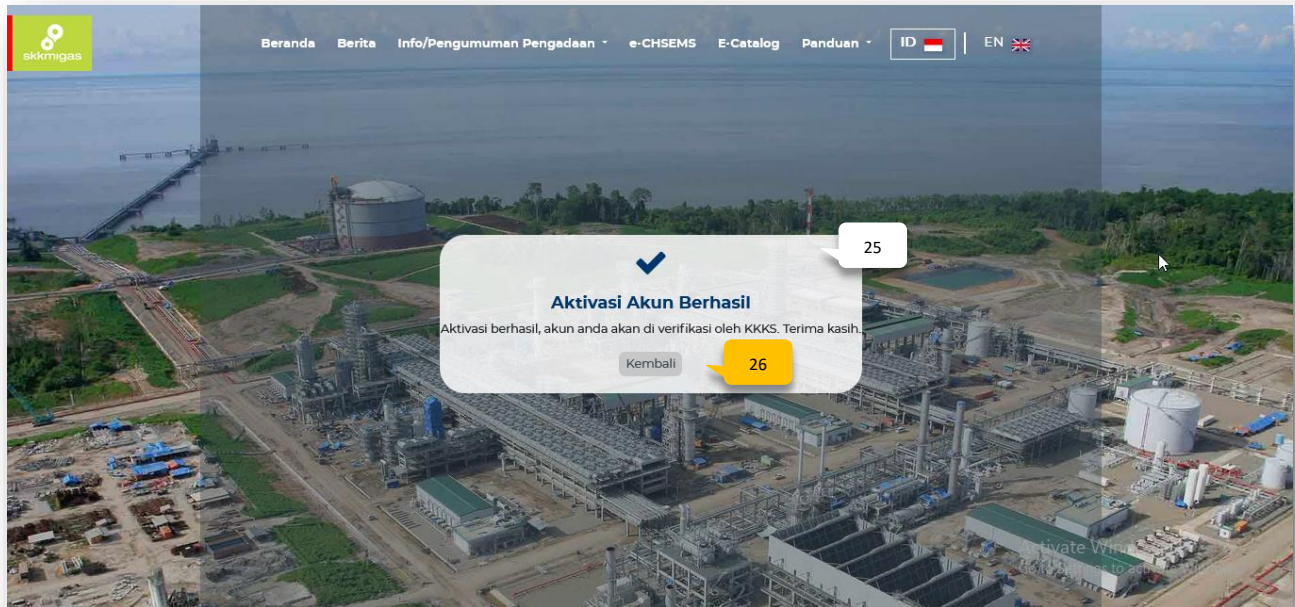 skkmigas
Beranda Berita Info/Pengumuman Pengadaan e-CHSEMS E-Catalog Panduan ID EN
25
Aktivasi Akun Berhasil
Aktivasi berhasil, akun anda akan di verifikasi oleh KKKS. Terima kasih.
Kembali
26
Activate